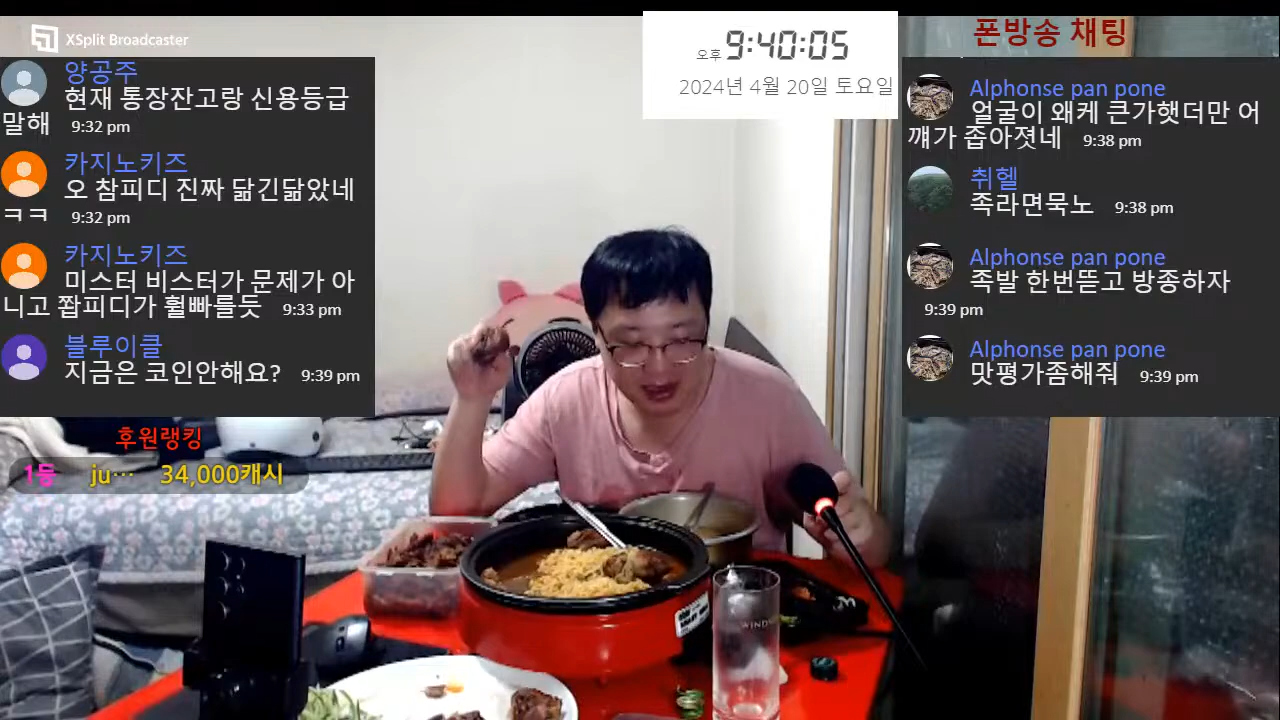 XSplit Broadcaster
오후 9:40:05
2024년 4월 20일 토요일
양공주
현재 통장잔고랑 신용등급
말해 9:32 pm
카지노키즈
오 참피디 진짜 닮긴닮았네
ㅋㅋ 9:32 pm
카지노키즈
미스터 비스터가 문제가 아
니고 쫩피디가 훨빠를듯 9:33 pm
블루이클
지금은 코인안해요? 9:39 pm
후원랭킹
1등 ju… 34,000캐시
폰방송 채팅
Alphonse pan pone
얼굴이 왜케 큰가햇더만 어
깨가 좁아졋네 9:38 pm
취헬
족라면묵노 9:38 pm
Alphonse pan pone
족발 한번뜯고 방종하자
9:39 pm
Alphonse pan pone
맛평가좀해줘 9:39 pm